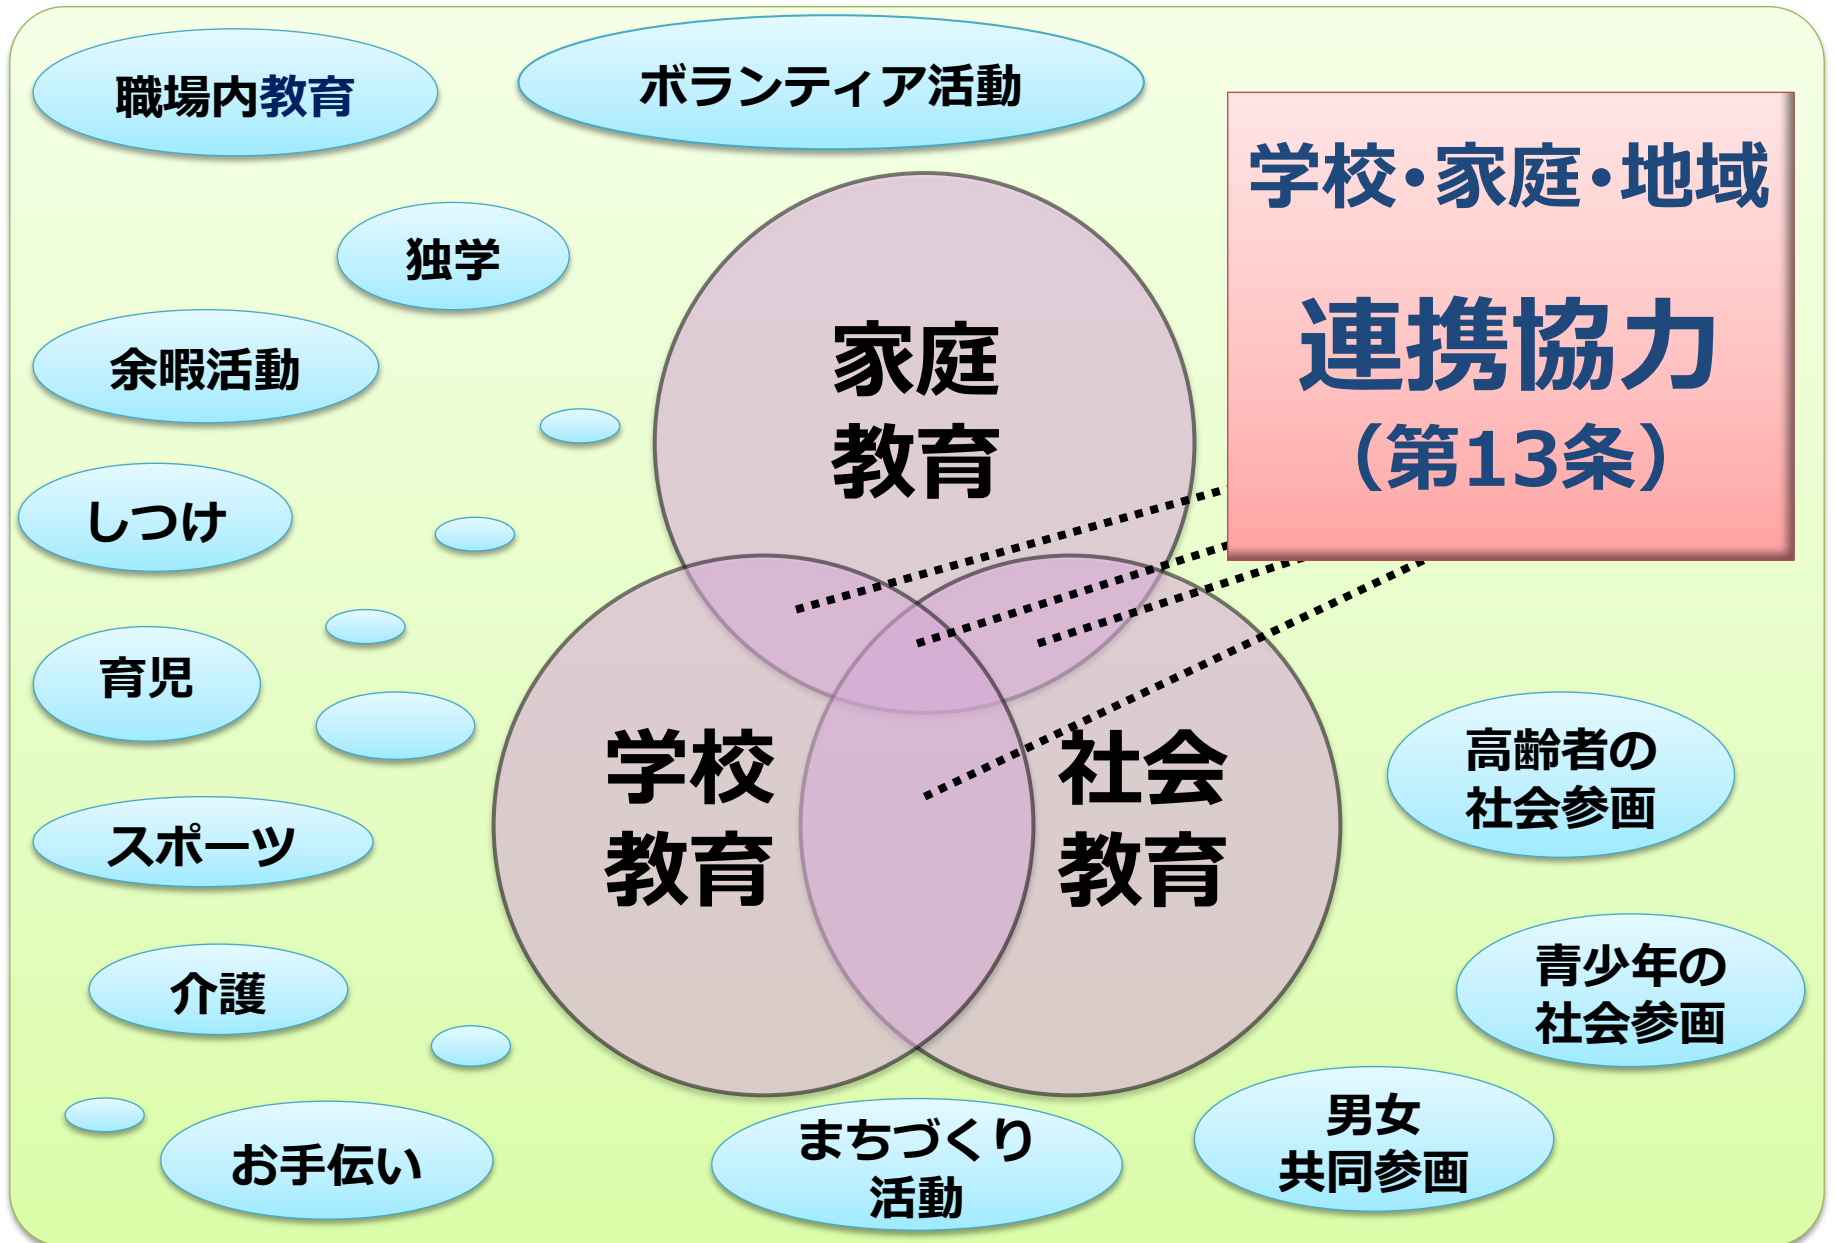 職場内教育
ボランティア活動
学校・家庭・地域
連携協力
（第13条）
独学
余暇活動
家庭
教育
しつけ
育児
学校
教育
社会
教育
スポーツ
高齢者の
社会参画
介護
青少年の
社会参画
お手伝い
まちづくり
活動
男女
共同参画